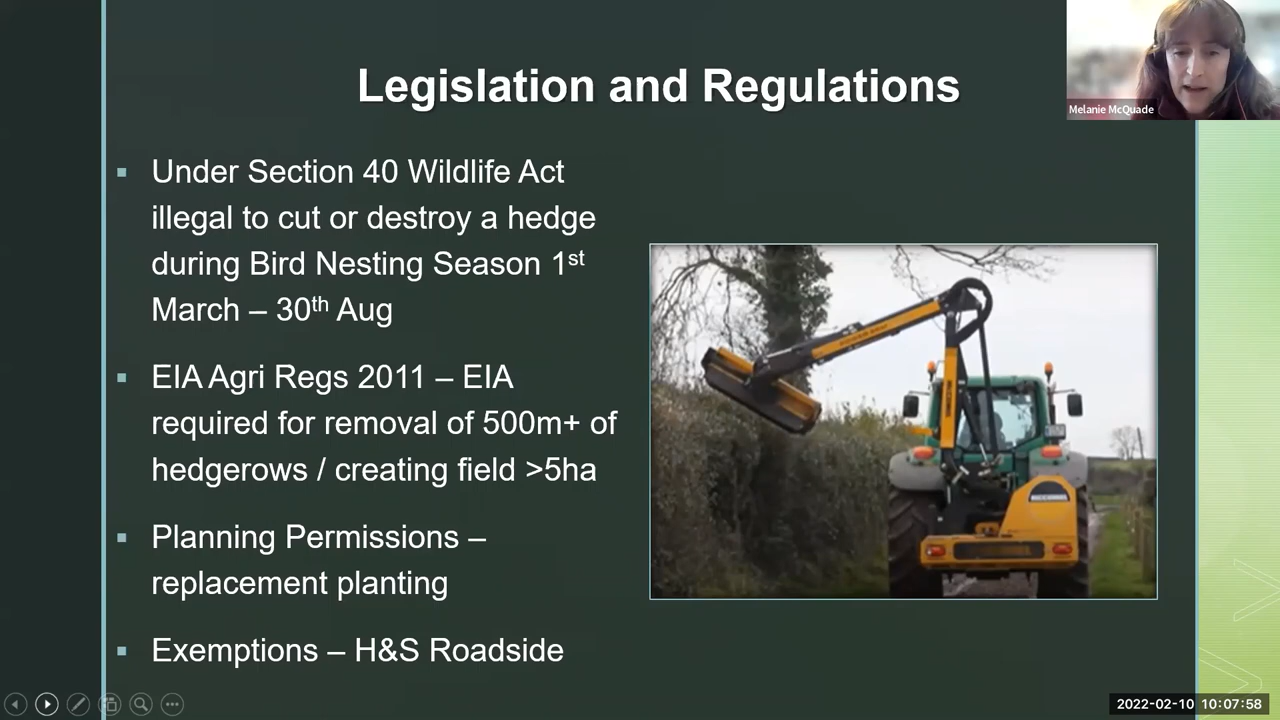 Legislation and Regulations
Melanie McQuade
Under Section 40 Wildlife Act
illegal to cut or destroy a hedge
during Bird Nesting Season 1st
March – 30th Aug
EIA Agri Regs 2011 – EIA
required for removal of 500m+ of
hedgerows / creating field >5ha
Planning Permissions –
replacement planting
Exemptions – H&S Roadside
2022-02-10 10:07:58